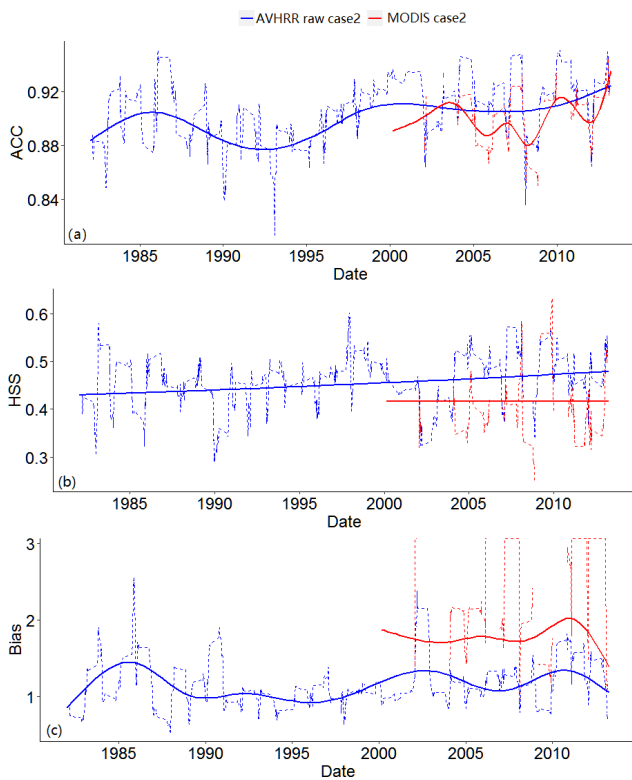 AVHRR raw case2 MODIS case2
ACC
0.92
0.88
0.84
(a)
1985 1990 1995 2000 2005 2010
Date
HSS
0.6
0.5
0.4
0.3
(b)
1985 1990 1995 2000 2005 2010
Date
Bias
3
2
1
(c)
1985 1990 1995 2000 2005 2010
Date